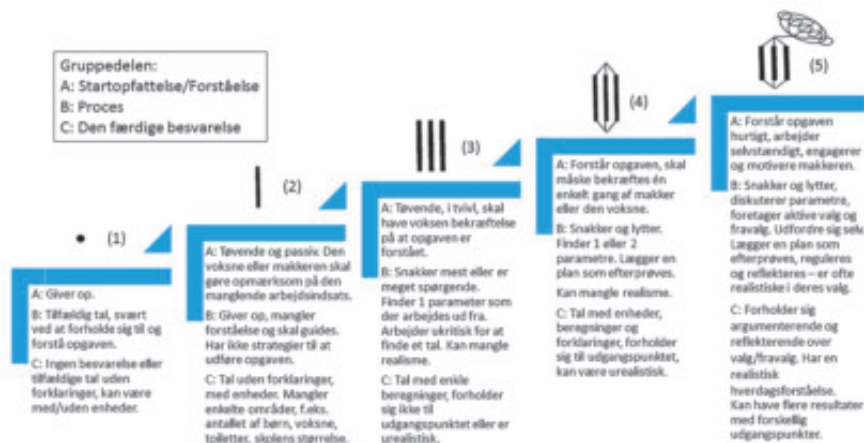 Gruppedelen:
A: Startopfattelse/Forståelse
B: Proces
C: Den færdige besvarelse
(1)
A: Giver op.
B: Tilfældig tal, svært
ved at forholde sig til og
forstå opgaven.
C: Ingen besvarelse eller
tilfældige tal uden
forklaringer, kan være
med/uden enheder.
(2)
A: Tøvende og passiv. Den
voksne eller makkeren skal
gøre opmærksom på den
manglende arbejdsindsats.
B: Giver op, mangler
forståelse og skal guides.
Har ikke strategier til at
udføre opgaven.
C: Tal uden forklaringer,
med enheder. Mangler
enkelte områder, f.eks.
antallet af børn, voksne,
toiletter, skolens størrelse.
(3)
A: Tøvende, i tvivl, skal
have voksen bekræftelse
på at opgaven er
forstået.
B: Snakker mest eller er
meget spørgende.
Finder 1 parameter som
der arbejdes ud fra.
Arbejder ukritisk for at
finde et tal. Kan mangle
realisme.
C: Tal med enkle
beregninger, forholder
sig ikke til
udgangspunktet eller er
urealistisk.
(4)
A: Forstår opgaven, skal
måske bekræftes én
enkelt gang af makker
eller den voksne.
B: Snakker og lytter.
Finder 1 eller 2
parametre. Lægger en
plan som efterprøves.
Kan mangle realisme.
C: Tal med enheder,
beregninger og
forklaringer, forholder
sig til udgangspunktet,
kan være urealistisk.
(5)
A: Forstår opgaven
hurtigt, arbejder
selvstændigt, engagerer
og motivere makkeren.
B: Snakker og lytter,
diskuterer parametre,
foretager aktive valg og
fravalg. Udfordre sig selv.
Lægger en plan som
efterprøves, reguleres
og reflekteres – er ofte
realistiske i deres valg.
C: Forholder sig
argumenterende og
reflekterende over
valg/fravalg. Har en
realistisk
hverdagsforståelse.
Kan have flere resultater
med forskellig
udgangspunkter.